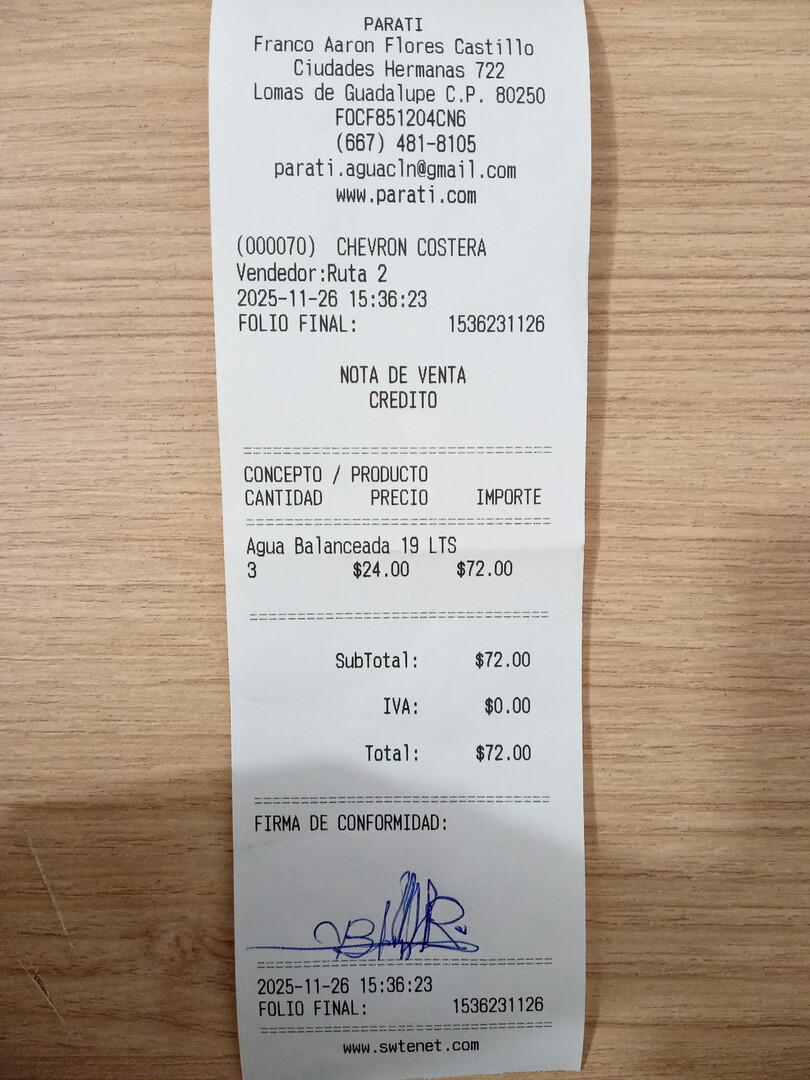 PARATI
Franco Aaron Flores Castillo
Ciudades Hermanas 722
Lomas de Guadalupe C.P. 80250
FOCF851204CN6
(667) 481-8105
parati.aguacln@gmail.com
www.parati.com
(000070) CHEVRON COSTERA
Vendedor:Ruta 2
2025-11-26 15:36:23
FOLIO FINAL: 1536231126
NOTA DE VENTA
CREDITO
CONCEPTO / PRODUCTO
CANTIDAD PRECIO IMPORTE
Agua Balanceada 19 LTS
3 $24.00 $72.00
SubTotal: $72.00
IVA: $0.00
Total: $72.00
FIRMA DE CONFORMIDAD:
2025-11-26 15:36:23
FOLIO FINAL: 1536231126
www.swtenet.com